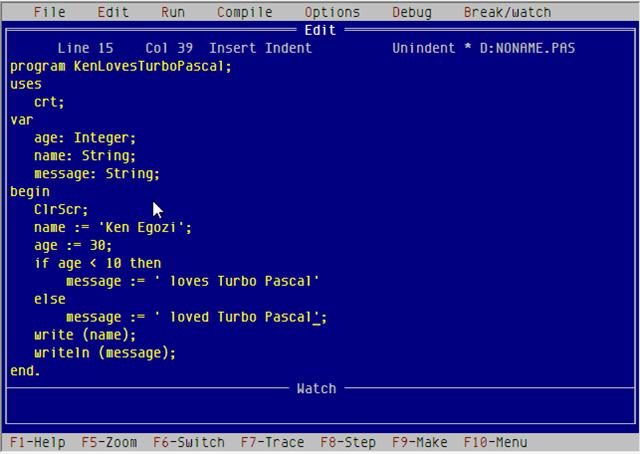 File Edit Run Compile Options Debug Break/watch
Edit
Line 15 Col 39 Insert Indent Unindent * D:NONAME.PAS
program KenLovesTurboPascal;
uses
crt;
var
age: Integer;
name: String;
message: String;
begin
ClrScr;
name := 'Ken Egozi';
age := 30;
if age < 10 then
message := ' loves Turbo Pascal'
else
message := ' loved Turbo Pascal';
write (name);
writeln (message);
end.
Watch
F1-Help F5-Zoom F6-Switch F7-Trace F8-Step F9-Make F10-Menu